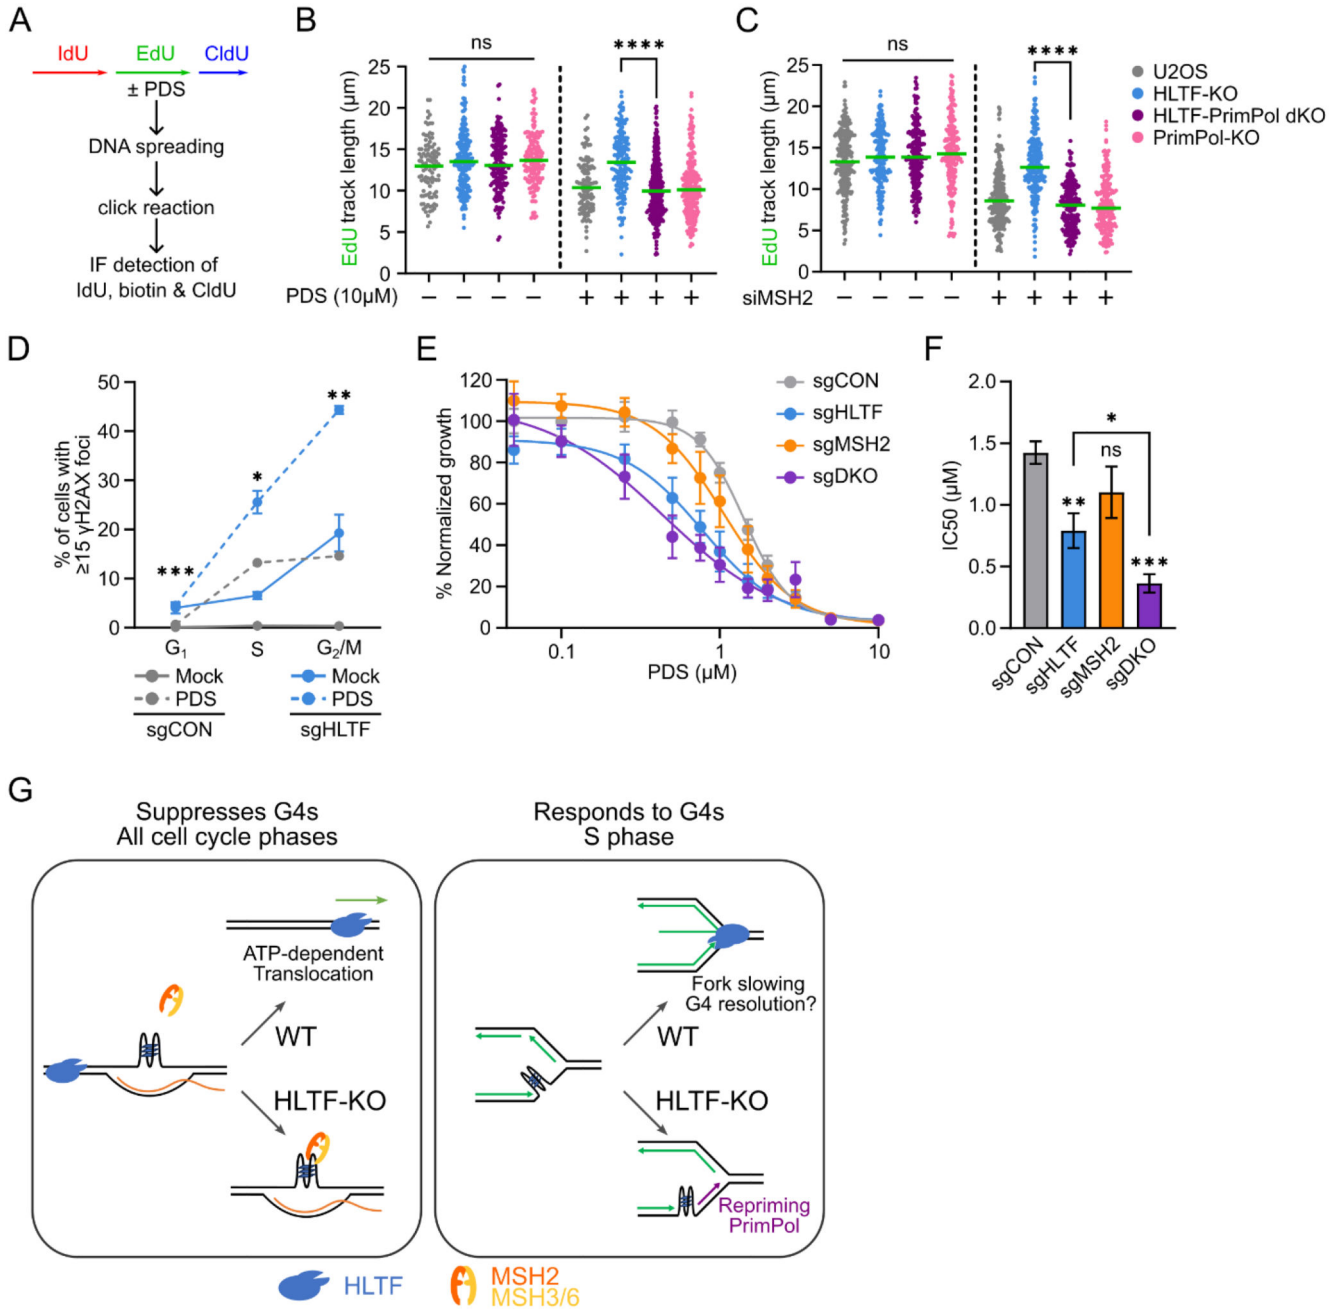 A
IdU EdU CldU
± PDS
DNA spreading
click reaction
IF detection of
IdU, biotin & CldU
B
ns
****
EdU track length (μm)
25
20
15
10
5
0
PDS (10μM)
− − − − + + + +
C
ns
****
EdU track length (μm)
25
20
15
10
5
0
siMSH2
− − − − + + + +
U2OS
HLTF-KO
HLTF-PrimPol dKO
PrimPol-KO
D
% of cells with
≥15 γH2AX foci
50
40
30
20
10
0
***
*
**
G1 S G2/M
Mock
PDS
sgCON
Mock
PDS
sgHLTF
E
% Normalized growth
120
100
80
60
40
20
0
0.1 1 10
PDS (μM)
sgCON
sgHLTF
sgMSH2
sgDKO
F
IC50 (μM)
2.0
1.5
1.0
0.5
0.0
*
**
ns
***
sgCON
sgHLTF
sgMSH2
sgDKO
G
Suppresses G4s
All cell cycle phases
ATP-dependent
Translocation
WT
HLTF-KO
Responds to G4s
S phase
Fork slowing
G4 resolution?
WT
HLTF-KO
Repriming
PrimPol
HLTF
MSH2
MSH3/6